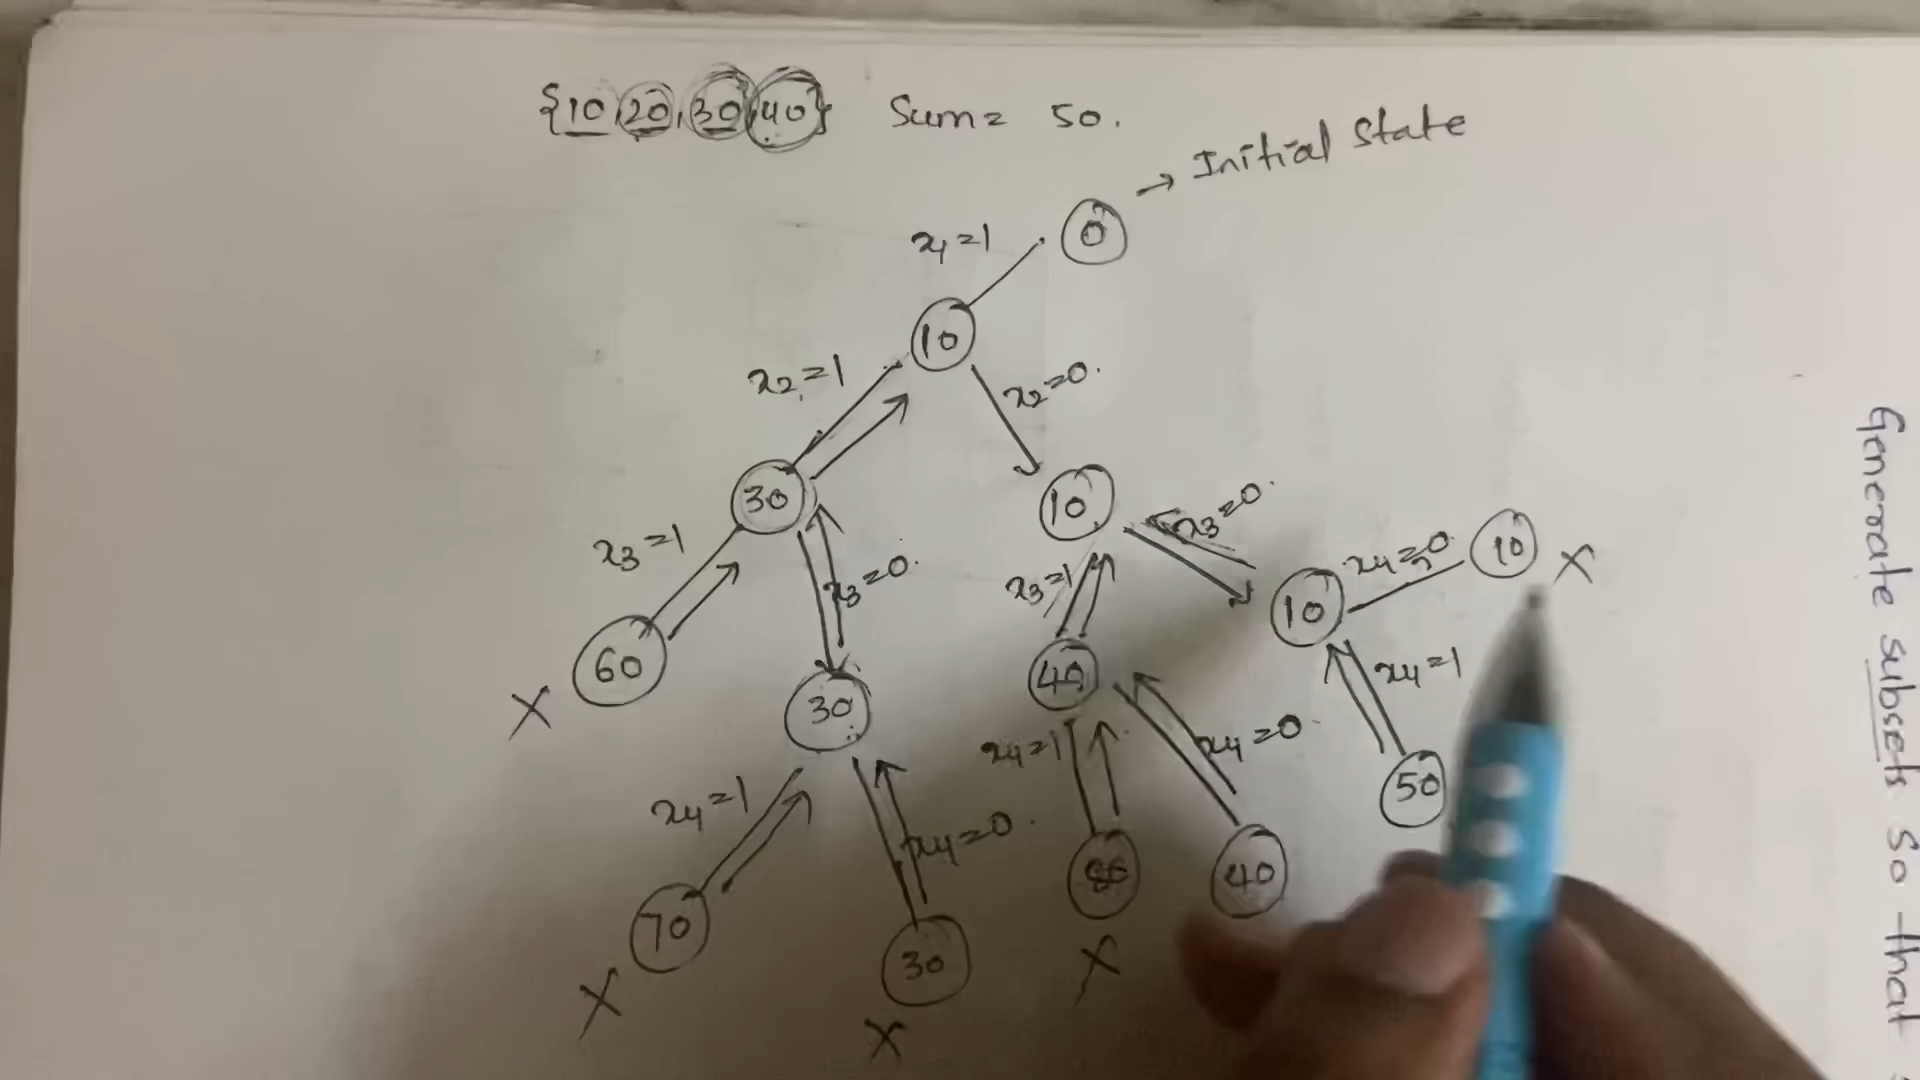 {10, 20, 30, 40} Sum = 50.
→ Initial State
0
x1=1
10
x2=1
x2=0.
30
10
x3=1
x3=0.
x3=1
x3=0.
x4=0
10 X
60
X
30
40
10
x4=1
x4=1
x4=0.
x4=1
x4=0
50
70
X
30
X
80
X
40
Generate subsets so that